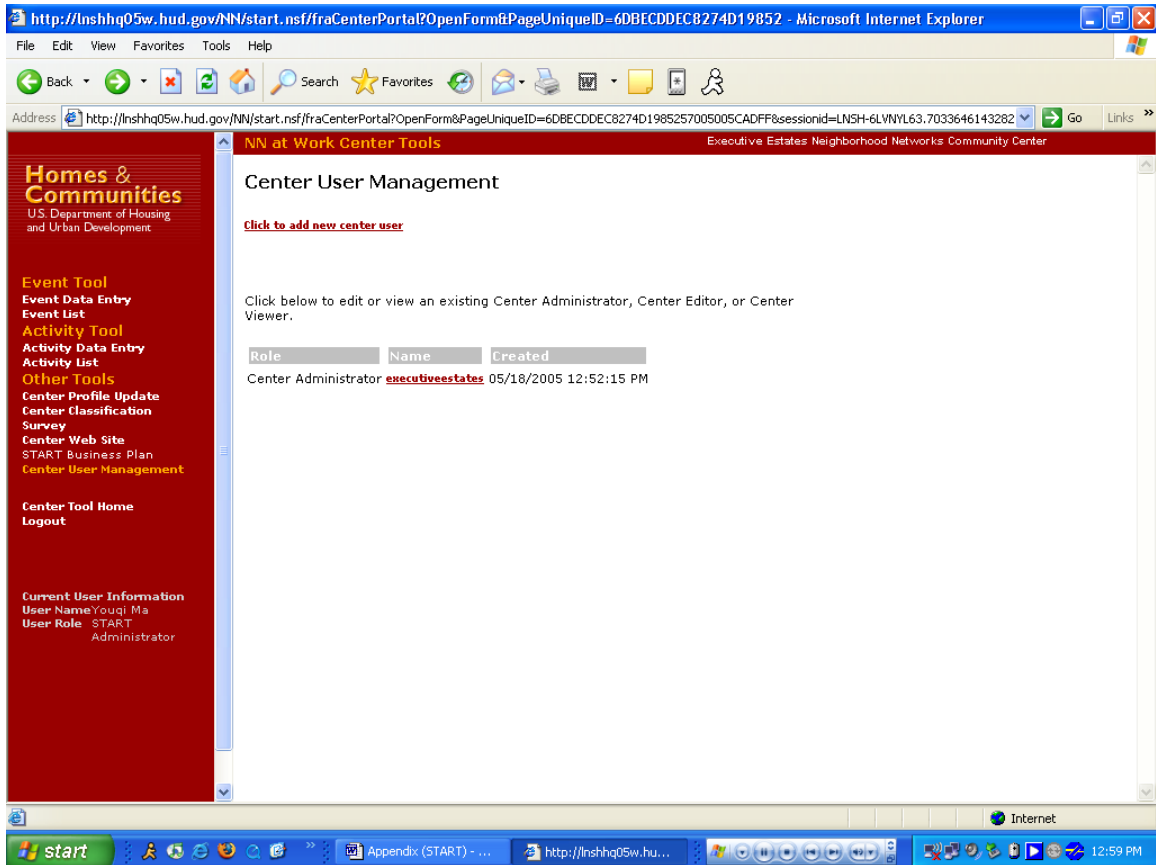 http://lnshhq05w.hud.gov/NN/start.nsf/fraCenterPortal?OpenForm&PageUniqueID=6DBECDDEC8274D19852 - Microsoft Internet Explorer
File Edit View Favorites Tools Help
Back Search Favorites
Address http://lnshhq05w.hud.gov/NN/start.nsf/fraCenterPortal?OpenForm&PageUniqueID=6DBECDDEC8274D1985257005005CADFF&sessionid=LNSH-6LVNYL63.7033646143282 Go Links »
NN at Work Center Tools Executive Estates Neighborhood Networks Community Center
Homes &
Communities
U.S. Department of Housing
and Urban Development
Event Tool
Event Data Entry
Event List
Activity Tool
Activity Data Entry
Activity List
Other Tools
Center Profile Update
Center Classification
Survey
Center Web Site
START Business Plan
Center User Management
Center Tool Home
Logout
Current User Information
User Name Youqi Ma
User Role START
Administrator
Center User Management
Click to add new center user
Click below to edit or view an existing Center Administrator, Center Editor, or Center
Viewer.
Role Name Created
Center Administrator executiveestates 05/18/2005 12:52:15 PM
Internet
start » Appendix (START) - ... http://lnshhq05w.hu... 12:59 PM